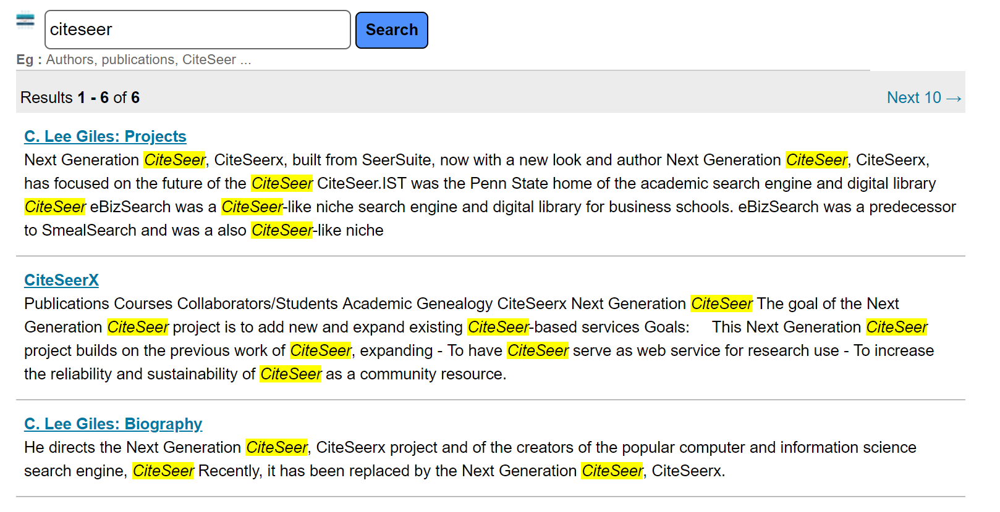 citeseer
Search
Eg : Authors, publications, CiteSeer ...
Results 1 - 6 of 6
Next 10 →
C. Lee Giles: Projects
Next Generation CiteSeer, CiteSeerx, built from SeerSuite, now with a new look and author Next Generation CiteSeer, CiteSeerx,
has focused on the future of the CiteSeer CiteSeer.IST was the Penn State home of the academic search engine and digital library
CiteSeer eBizSearch was a CiteSeer-like niche search engine and digital library for business schools. eBizSearch was a predecessor
to SmealSearch and was a also CiteSeer-like niche
CiteSeerX
Publications Courses Collaborators/Students Academic Genealogy CiteSeerx Next Generation CiteSeer The goal of the Next
Generation CiteSeer project is to add new and expand existing CiteSeer-based services Goals: This Next Generation CiteSeer
project builds on the previous work of CiteSeer, expanding - To have CiteSeer serve as web service for research use - To increase
the reliability and sustainability of CiteSeer as a community resource.
C. Lee Giles: Biography
He directs the Next Generation CiteSeer, CiteSeerx project and of the creators of the popular computer and information science
search engine, CiteSeer Recently, it has been replaced by the Next Generation CiteSeer, CiteSeerx.